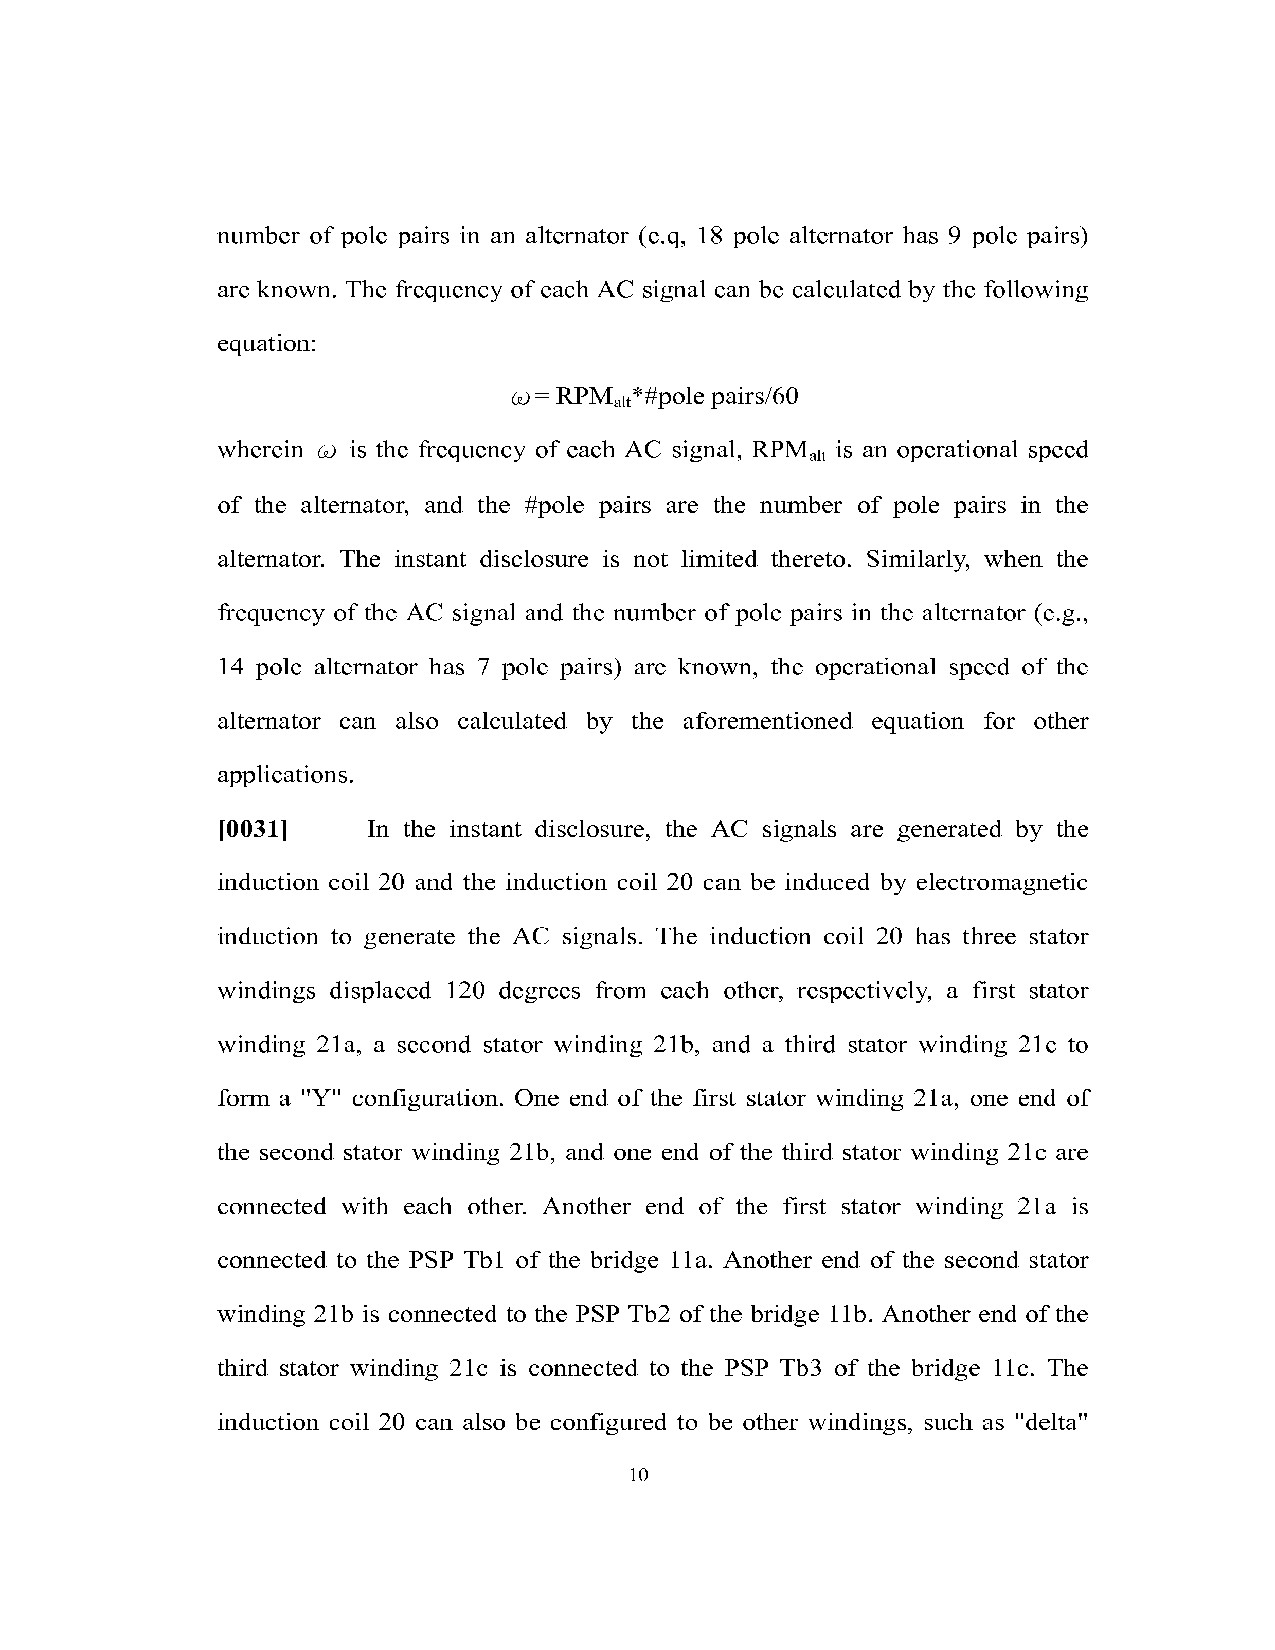 number of pole pairs in an alternator (e.q, 18 pole alternator has 9 pole pairs)
are known. The frequency of each AC signal can be calculated by the following
equation:
ω= RPMalt*#pole pairs/60
wherein ω is the frequency of each AC signal, RPMalt is an operational speed
of the alternator, and the #pole pairs are the number of pole pairs in the
alternator. The instant disclosure is not limited thereto. Similarly, when the
frequency of the AC signal and the number of pole pairs in the alternator (e.g.,
14 pole alternator has 7 pole pairs) are known, the operational speed of the
alternator can also calculated by the aforementioned equation for other
applications.
[0031] In the instant disclosure, the AC signals are generated by the
induction coil 20 and the induction coil 20 can be induced by electromagnetic
induction to generate the AC signals. The induction coil 20 has three stator
windings displaced 120 degrees from each other, respectively, a first stator
winding 21a, a second stator winding 21b, and a third stator winding 21c to
form a "Y" configuration. One end of the first stator winding 21a, one end of
the second stator winding 21b, and one end of the third stator winding 21c are
connected with each other. Another end of the first stator winding 21a is
connected to the PSP Tb1 of the bridge 11a. Another end of the second stator
winding 21b is connected to the PSP Tb2 of the bridge 11b. Another end of the
third stator winding 21c is connected to the PSP Tb3 of the bridge 11c. The
induction coil 20 can also be configured to be other windings, such as "delta"
10